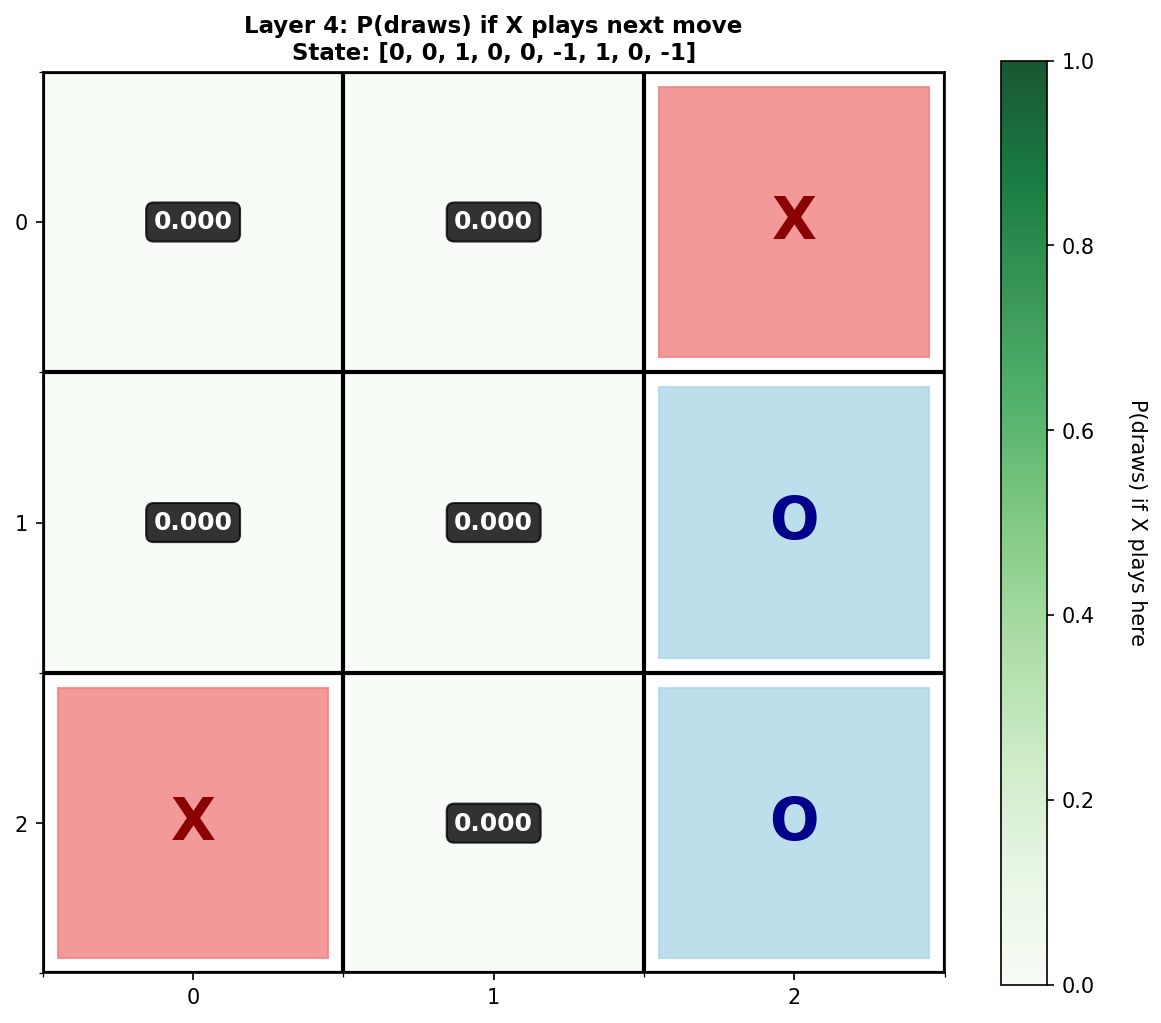 Layer 4: P(draws) if X plays next move
State: [0, 0, 1, 0, 0, -1, 1, 0, -1]
0
0.000
0.000
X
1
0.000
0.000
O
2
X
0.000
O
0
1
2
1.0
0.8
0.6
0.4
0.2
0.0
P(draws) if X plays here